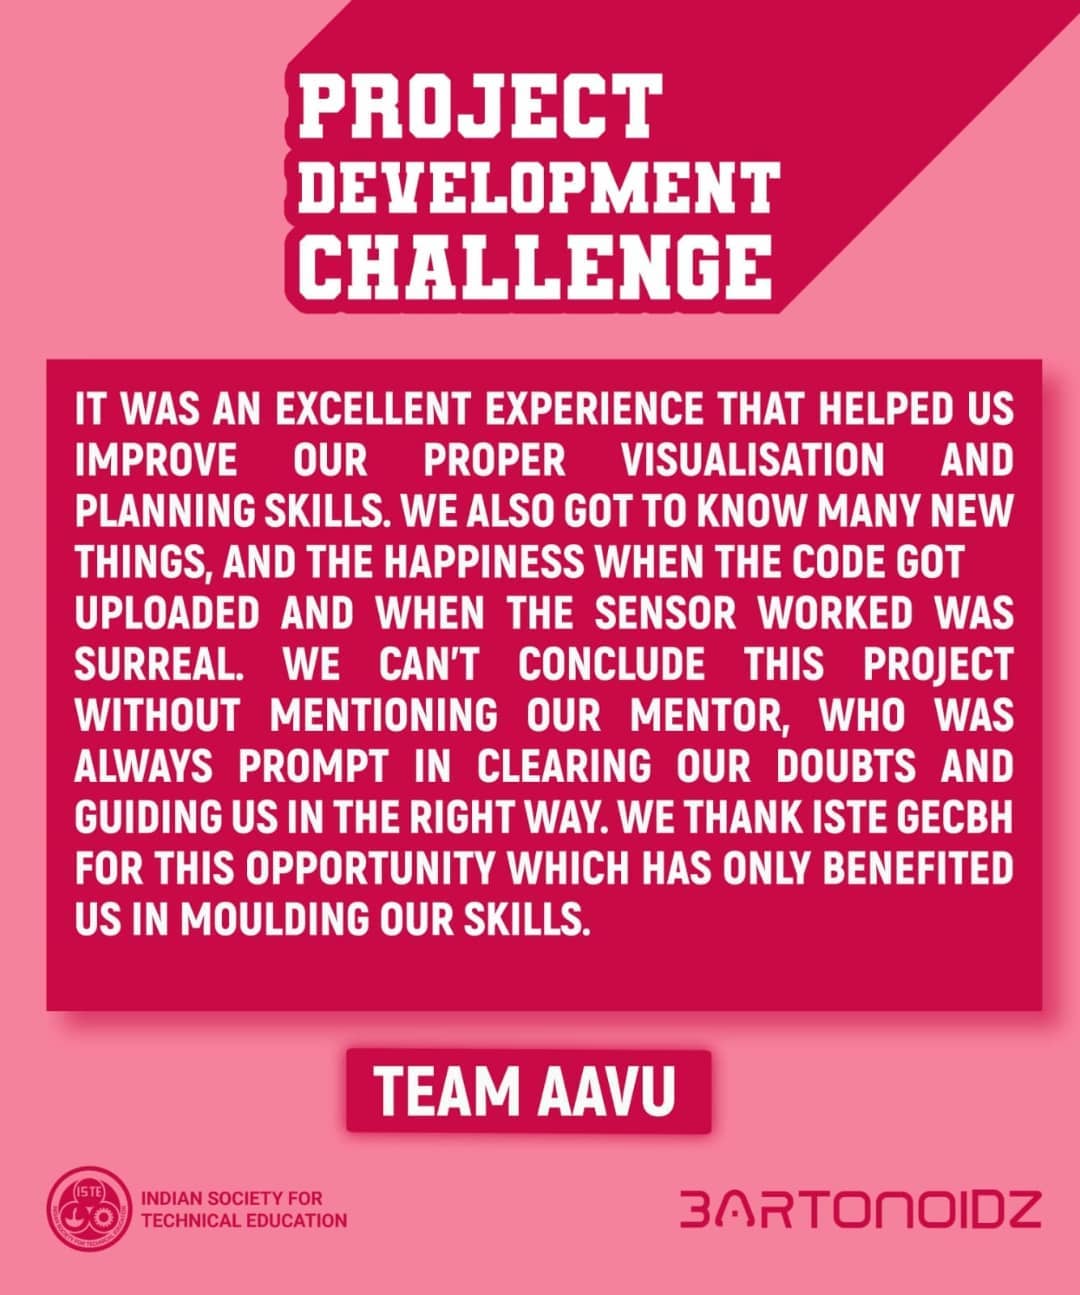 PROJECT
DEVELOPMENT
CHALLENGE
IT WAS AN EXCELLENT EXPERIENCE THAT HELPED US
IMPROVE OUR PROPER VISUALISATION AND
PLANNING SKILLS. WE ALSO GOT TO KNOW MANY NEW
THINGS, AND THE HAPPINESS WHEN THE CODE GOT
UPLOADED AND WHEN THE SENSOR WORKED WAS
SURREAL. WE CAN'T CONCLUDE THIS PROJECT
WITHOUT MENTIONING OUR MENTOR, WHO WAS
ALWAYS PROMPT IN CLEARING OUR DOUBTS AND
GUIDING US IN THE RIGHT WAY. WE THANK ISTE GECBH
FOR THIS OPPORTUNITY WHICH HAS ONLY BENEFITED
US IN MOULDING OUR SKILLS.
TEAM AAVU
ISTE
INDIAN SOCIETY FOR
TECHNICAL EDUCATION
BARTONOIDZ